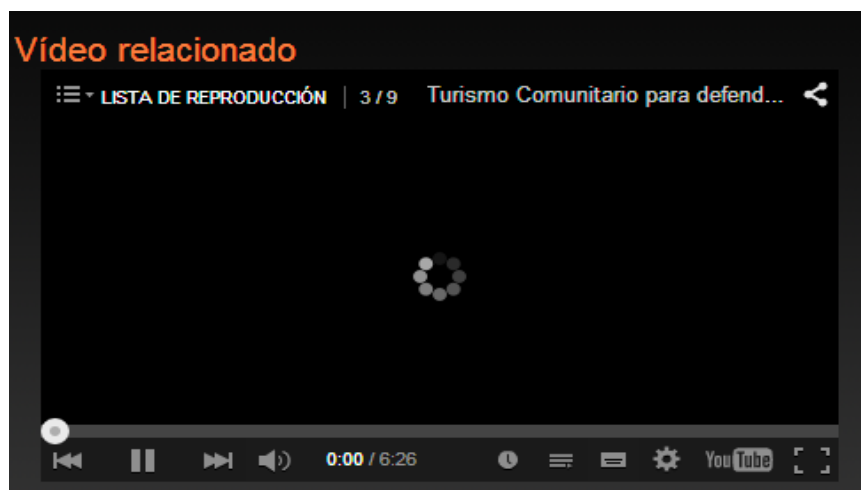 Vídeo relacionado
LISTA DE REPRODUCCIÓN | 3 / 9 Turismo Comunitario para defend...
0:00 / 6:26 YouTube